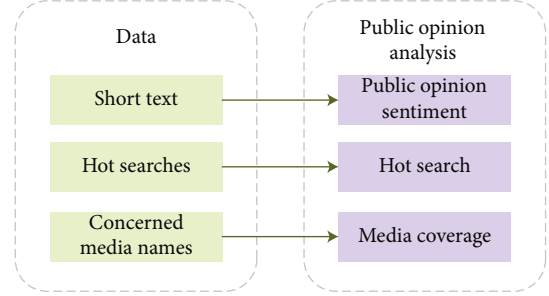 Data
Short text
Hot searches
Concerned
media names
Public opinion
analysis
Public opinion
sentiment
Hot search
Media coverage